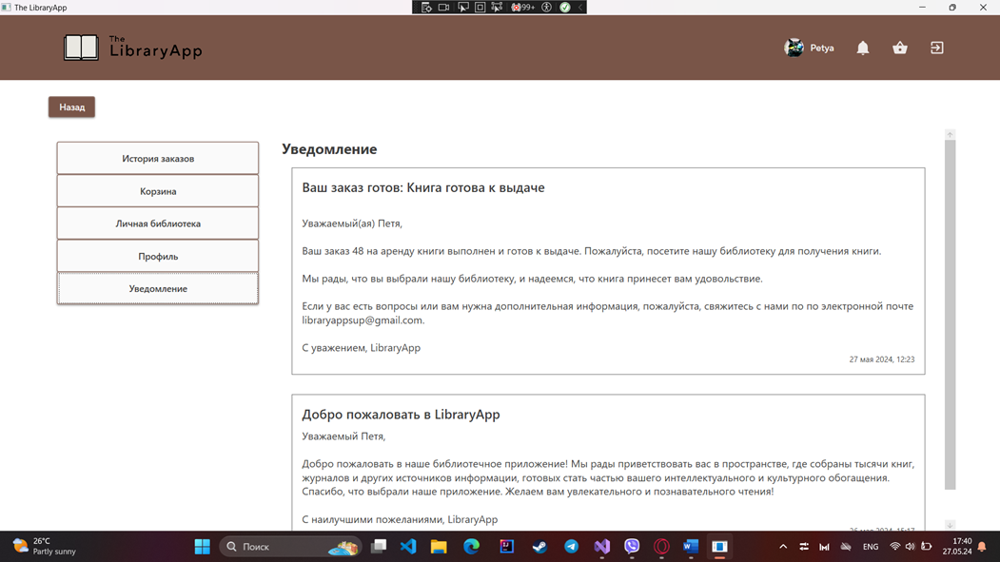 The LibraryApp
99+
The
LibraryApp
Petya
Назад
История заказов
Корзина
Личная библиотека
Профиль
Уведомление
Уведомление
Ваш заказ готов: Книга готова к выдаче
Уважаемый(ая) Петя,
Ваш заказ 48 на аренду книги выполнен и готов к выдаче. Пожалуйста, посетите нашу библиотеку для получения книги.
Мы рады, что вы выбрали нашу библиотеку, и надеемся, что книга принесет вам удовольствие.
Если у вас есть вопросы или вам нужна дополнительная информация, пожалуйста, свяжитесь с нами по по электронной почте
libraryappsup@gmail.com.
С уважением, LibraryApp
27 мая 2024, 12:23
Добро пожаловать в LibraryApp
Уважаемый Петя,
Добро пожаловать в наше библиотечное приложение! Мы рады приветствовать вас в пространстве, где собраны тысячи книг,
журналов и других источников информации, готовых стать частью вашего интеллектуального и культурного обогащения.
Спасибо, что выбрали наше приложение. Желаем вам увлекательного и познавательного чтения!
С наилучшими пожеланиями, LibraryApp
26°C
Partly sunny
Поиск
ENG
17:40
27.05.24